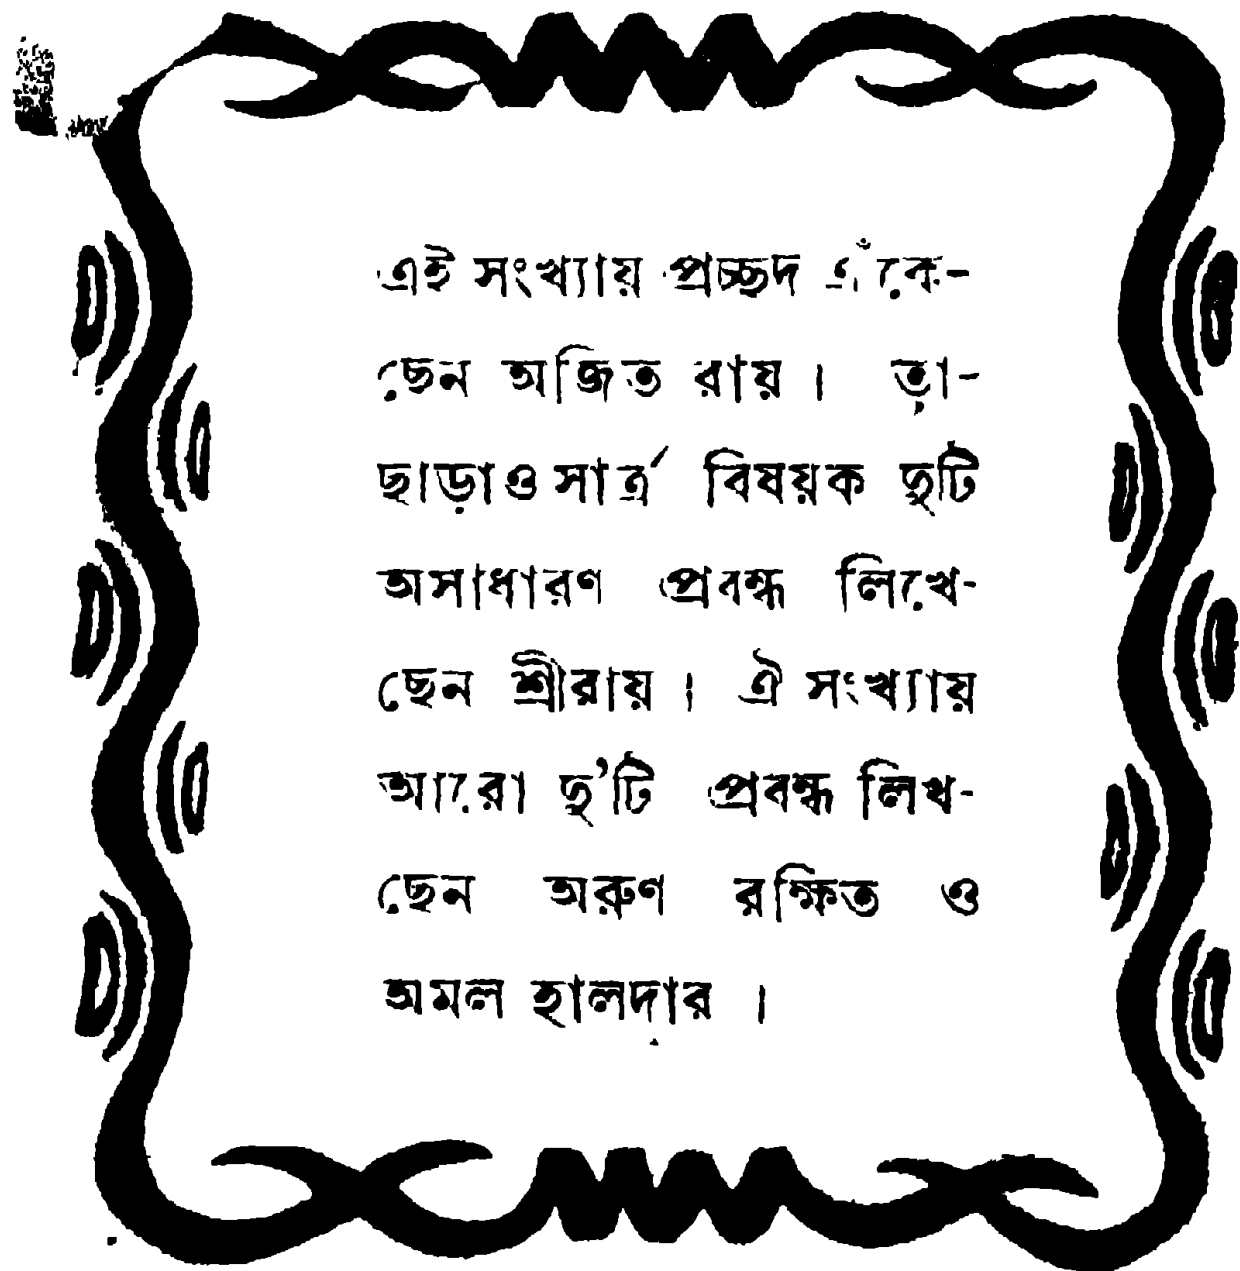 এই সংখ্যায় প্রচ্ছদ এঁকে-
ছেন অজিত রায় । তা-
ছাড়াও সার্ত্র বিষয়ক দুটি
অসাধারণ প্রবন্ধ লিখে-
ছেন শ্রীরায় । ঐ সংখ্যায়
আরো দু'টি প্রবন্ধ লিখ-
ছেন অরুণ রক্ষিত ও
অমল হালদার ।